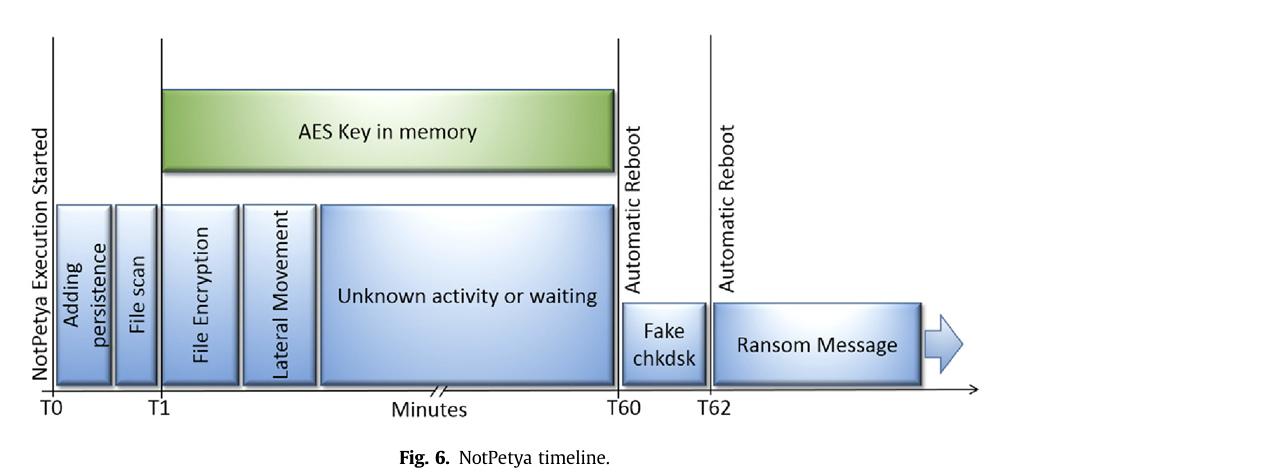 NotPetya Execution Started
AES Key in memory
Automatic Reboot
Automatic Reboot
Adding
persistence
File scan
File Encryption
Lateral Movement
Unknown activity or waiting
Fake
chkdsk
Ransom Message
T0
T1
Minutes
T60
T62
Fig. 6. NotPetya timeline.